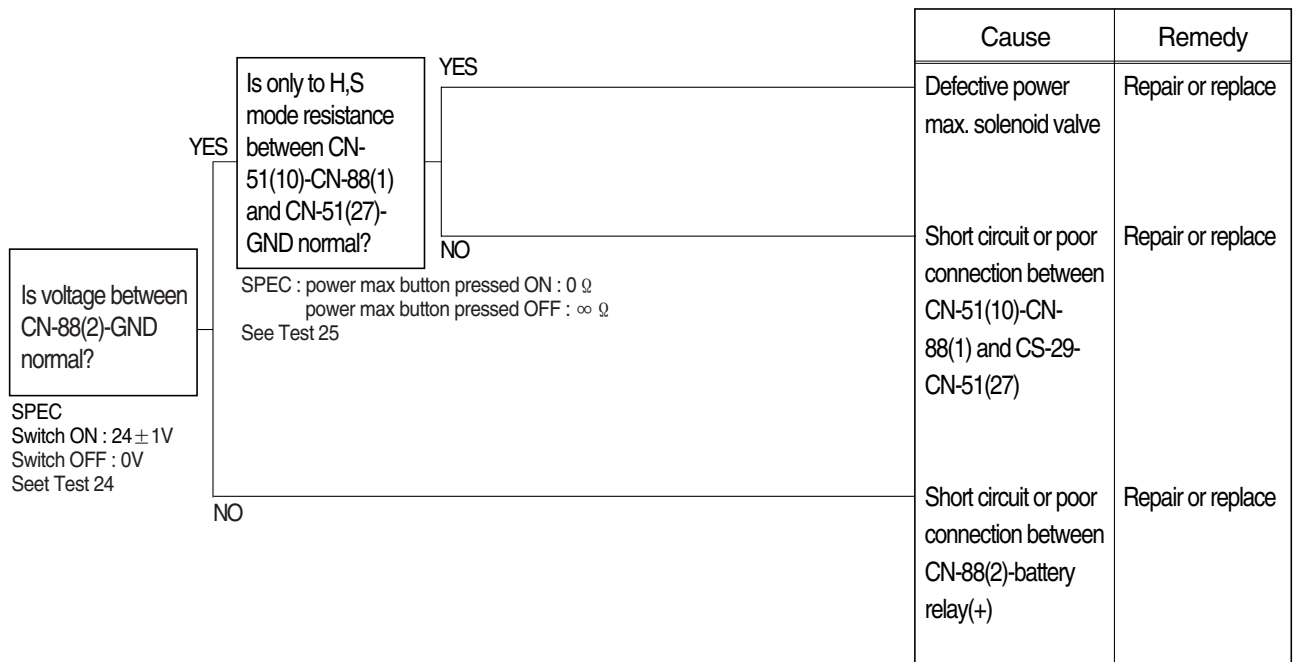 Is voltage between
CN-88(2)-GND
normal?
SPEC
Switch ON : 24±1V
Switch OFF : 0V
Seet Test 24
YES
NO
Is only to H,S
mode resistance
between CN-
51(10)-CN-88(1)
and CN-51(27)-
GND normal?
SPEC : power max button pressed ON : 0 Ω
power max button pressed OFF : ∞ Ω
See Test 25
YES
NO
Cause
Remedy
Defective power
max. solenoid valve
Repair or replace
Short circuit or poor
connection between
CN-51(10)-CN-
88(1) and CS-29-
CN-51(27)
Repair or replace
Short circuit or poor
connection between
CN-88(2)-battery
relay(+)
Repair or replace